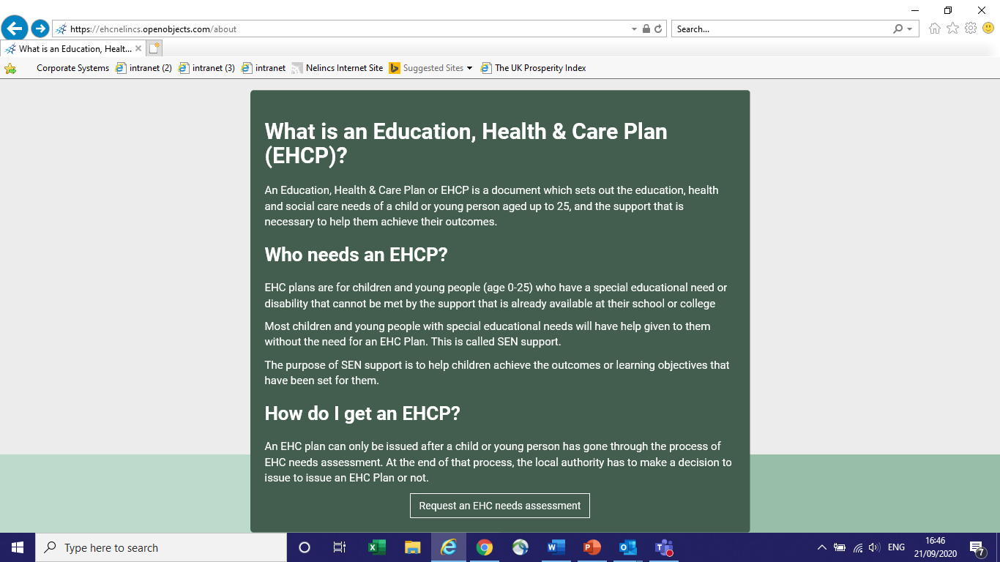 https://ehcnelincs.openobjects.com/about
Search...
What is an Education, Healt...
Corporate Systems intranet (2) intranet (3) intranet Nelincs Internet Site Suggested Sites The UK Prosperity Index
What is an Education, Health & Care Plan
(EHCP)?
An Education, Health & Care Plan or EHCP is a document which sets out the education, health
and social care needs of a child or young person aged up to 25, and the support that is
necessary to help them achieve their outcomes.
Who needs an EHCP?
EHC plans are for children and young people (age 0-25) who have a special educational need or
disability that cannot be met by the support that is already available at their school or college
Most children and young people with special educational needs will have help given to them
without the need for an EHC Plan. This is called SEN support.
The purpose of SEN support is to help children achieve the outcomes or learning objectives that
have been set for them.
How do I get an EHCP?
An EHC plan can only be issued after a child or young person has gone through the process of
EHC needs assessment. At the end of that process, the local authority has to make a decision to
issue to issue an EHC Plan or not.
Request an EHC needs assessment
Type here to search
ENG
16:46
21/09/2020
7